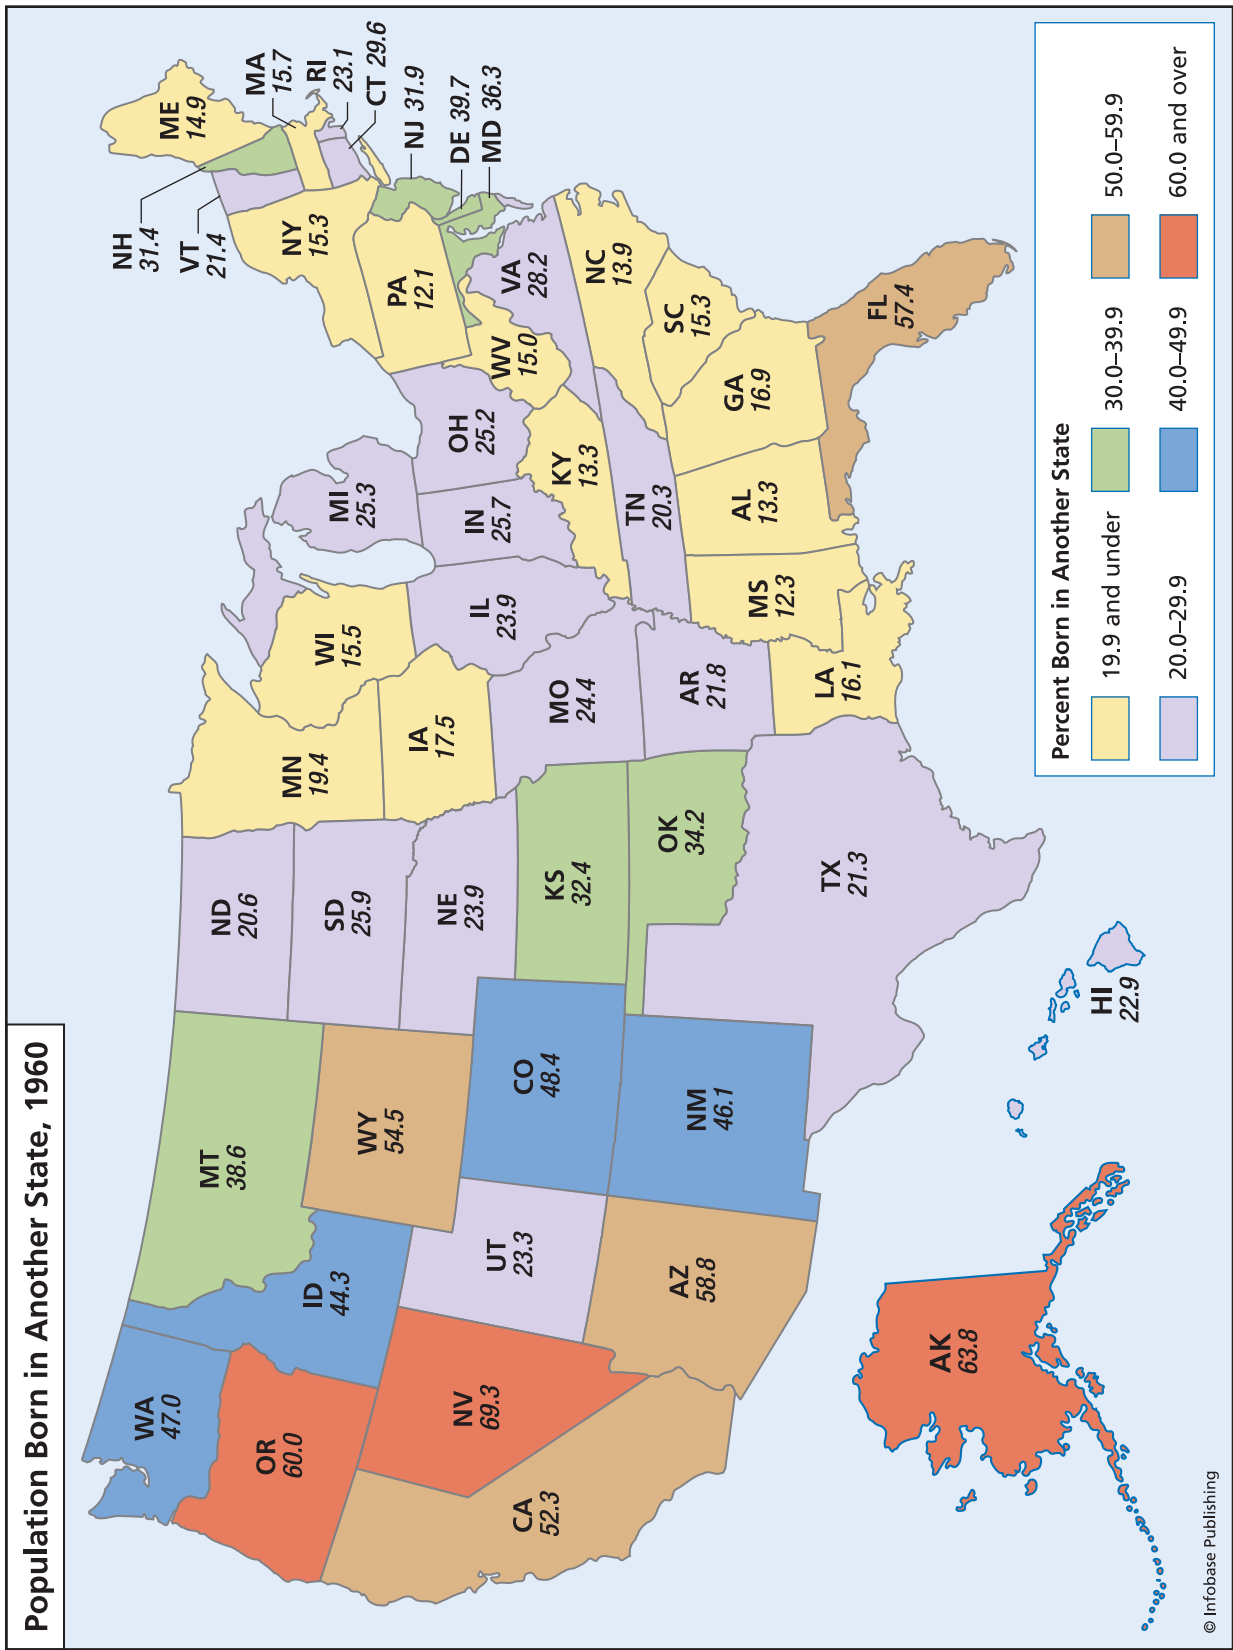 Population Born in Another State, 1960
WA
47.0
OR
60.0
CA
52.3
NV
69.3
ID
44.3
MT
38.6
WY
54.5
UT
23.3
AZ
58.8
CO
48.4
NM
46.1
ND
20.6
SD
25.9
NE
23.9
KS
32.4
OK
34.2
TX
21.3
MN
19.4
IA
17.5
MO
24.4
AR
21.8
LA
16.1
WI
15.5
IL
23.9
MS
12.3
MI
25.3
IN
25.7
OH
25.2
KY
13.3
TN
20.3
AL
13.3
GA
16.9
FL
57.4
SC
15.3
NC
13.9
VA
28.2
WV
15.0
PA
12.1
NY
15.3
VT
21.4
NH
31.4
ME
14.9
MA
15.7
RI
23.1
CT 29.6
NJ 31.9
DE 39.7
MD 36.3
AK
63.8
HI
22.9
Percent Born in Another State
19.9 and under
30.0–39.9
50.0–59.9
20.0–29.9
40.0–49.9
60.0 and over
© Infobase Publishing